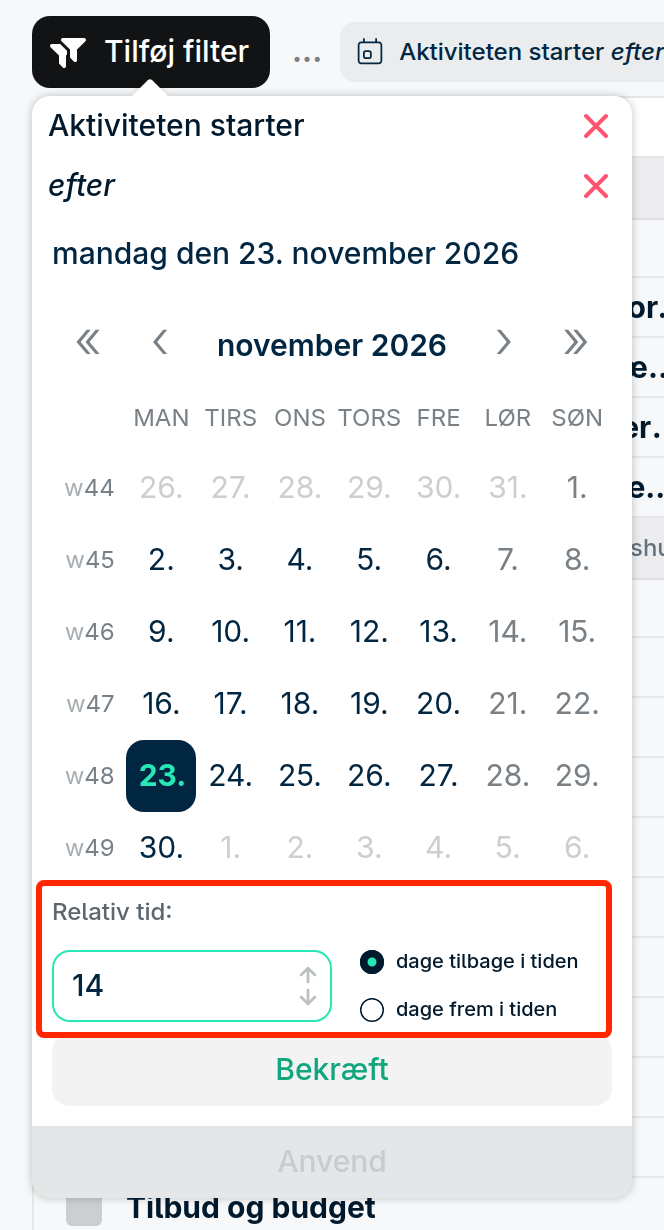 Tilføj filter ... Aktiviteten starter efter
Aktiviteten starter
efter
mandag den 23. november 2026
november 2026
MAN TIRS ONS TORS FRE LØR SØN
w44 26. 27. 28. 29. 30. 31. 1.
w45 2. 3. 4. 5. 6. 7. 8.
w46 9. 10. 11. 12. 13. 14. 15.
w47 16. 17. 18. 19. 20. 21. 22.
w48 23. 24. 25. 26. 27. 28. 29.
w49 30. 1. 2. 3. 4. 5. 6.
Relativ tid:
14
dage tilbage i tiden
dage frem i tiden
Bekræft
Anvend
Tilbud og budget